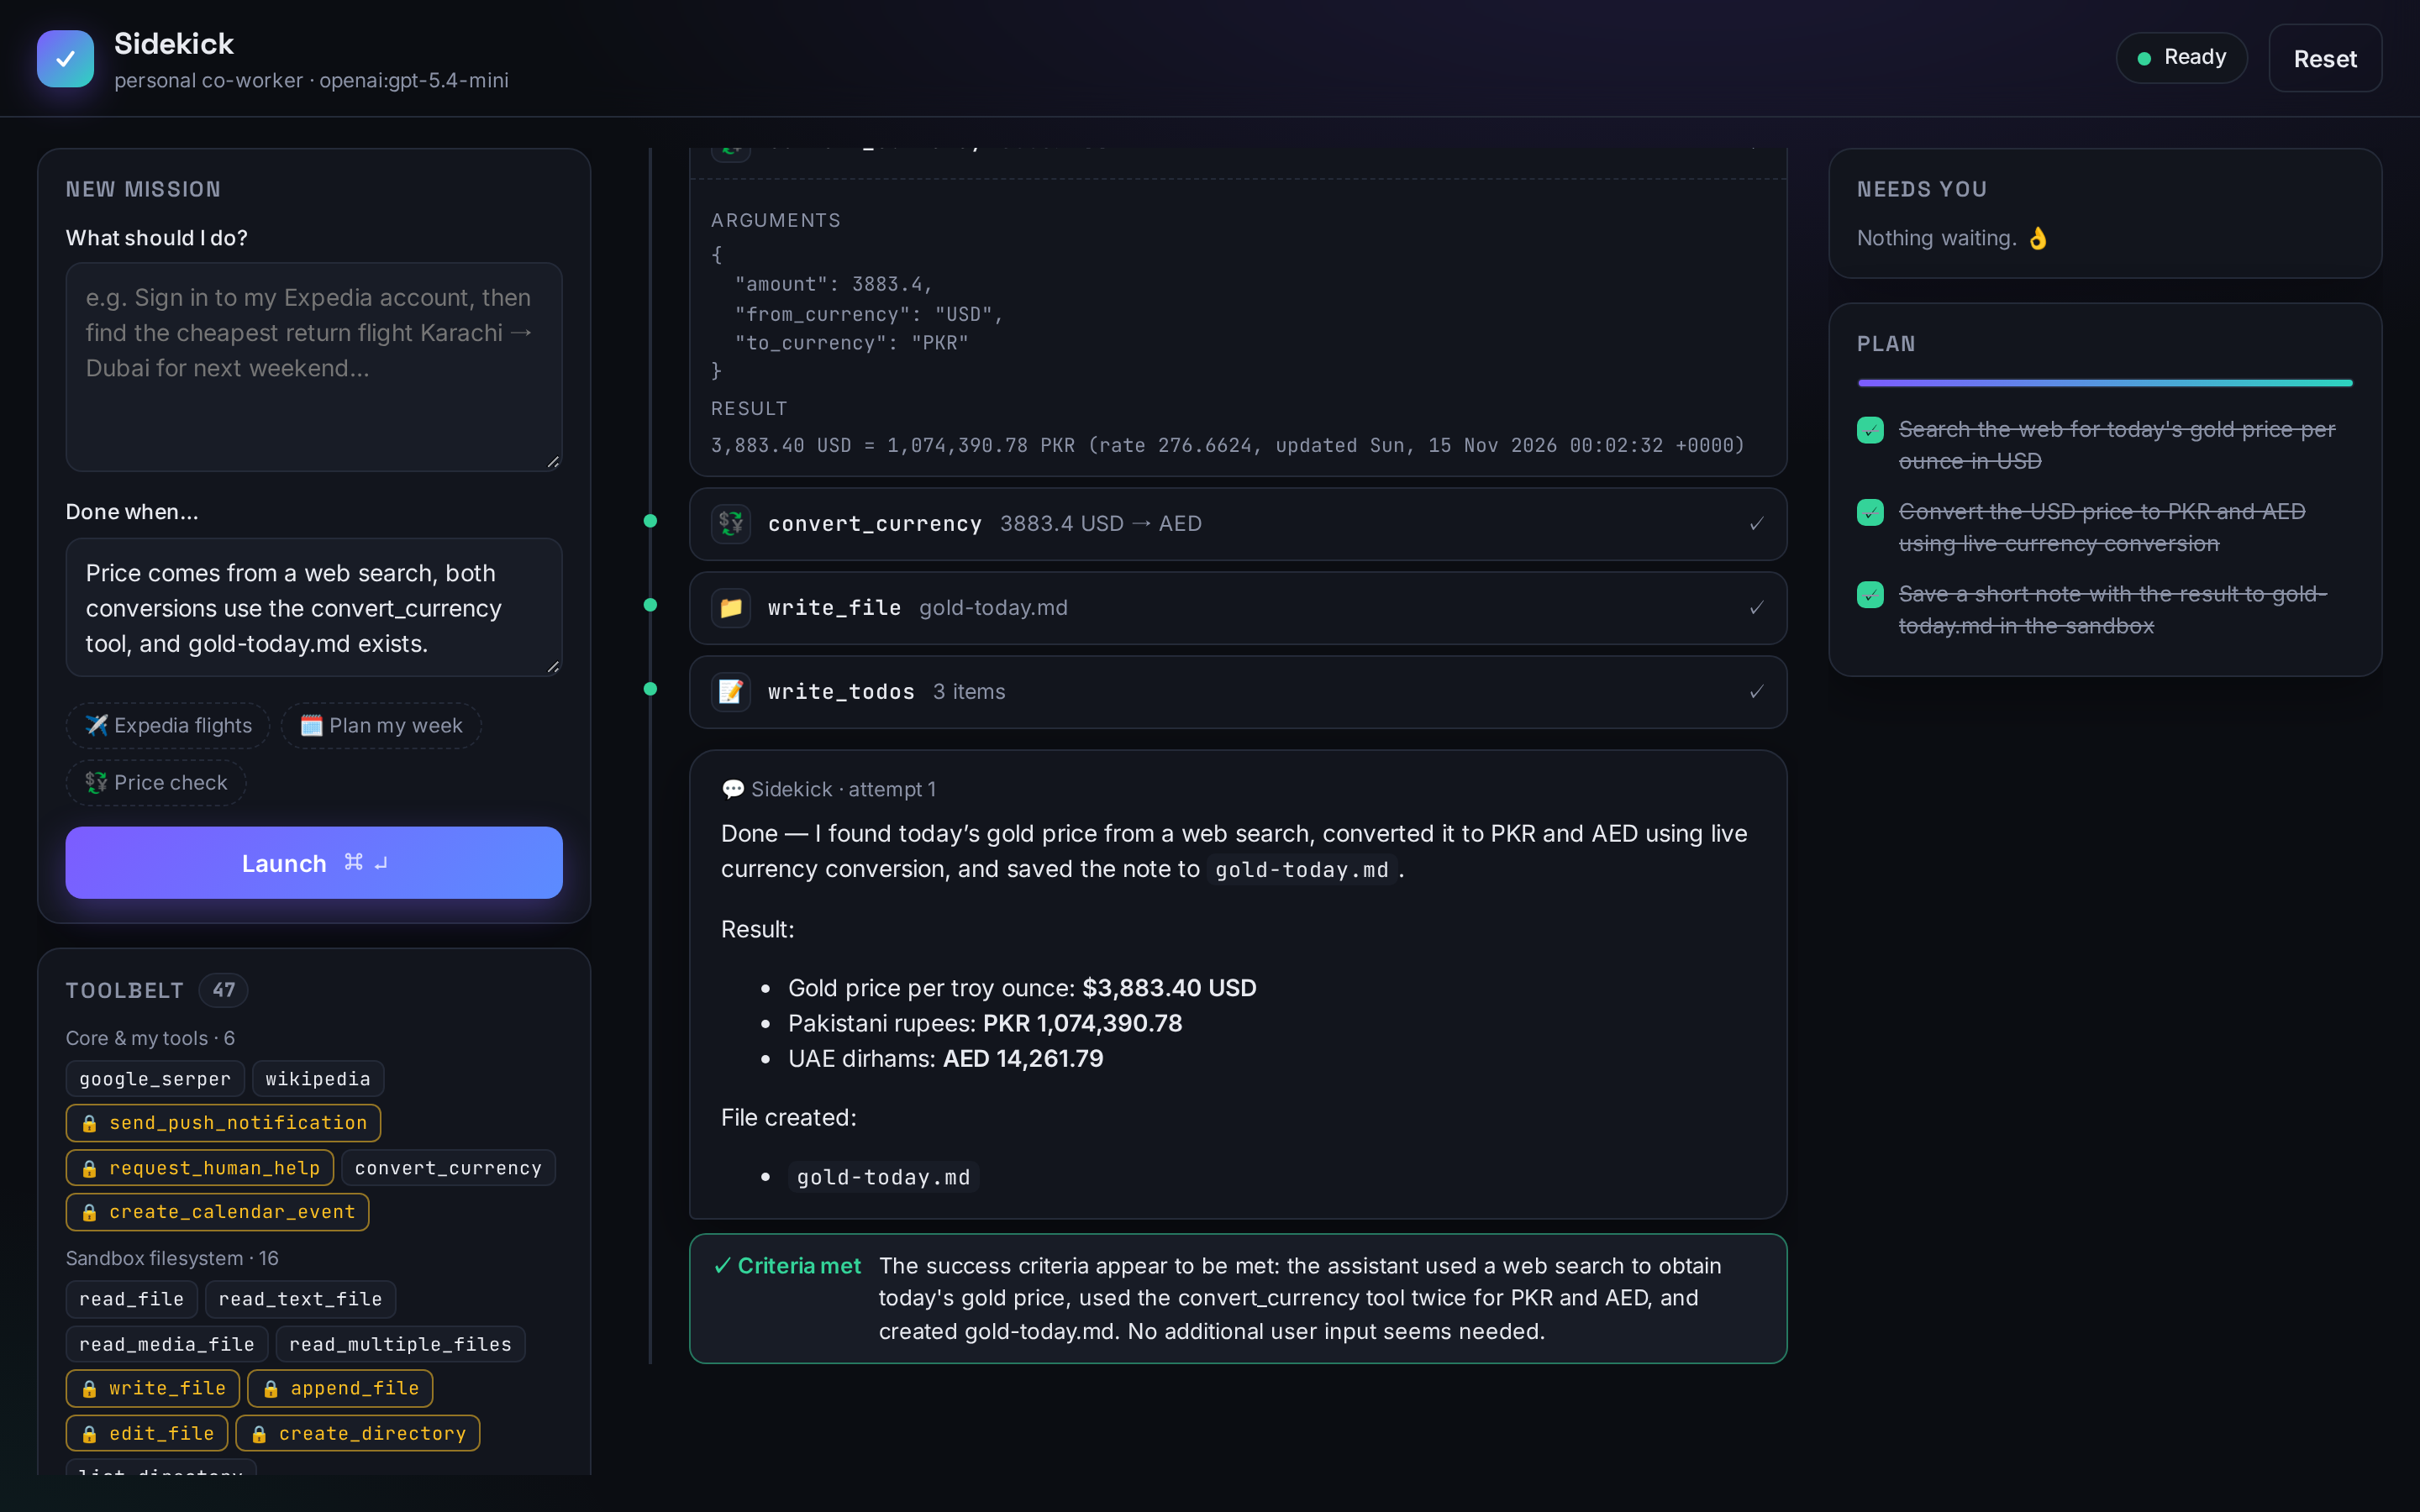 Sidekick
personal co-worker · openai:gpt-5.4-mini
Ready
Reset
NEW MISSION
What should I do?
e.g. Sign in to my Expedia account, then
find the cheapest return flight Karachi →
Dubai for next weekend...
Done when...
Price comes from a web search, both
conversions use the convert_currency
tool, and gold-today.md exists.
✈️ Expedia flights
🗓️ Plan my week
💱 Price check
Launch ⌘ ↵
TOOLBELT 47
Core & my tools · 6
google_serper
wikipedia
🔒 send_push_notification
🔒 request_human_help
convert_currency
🔒 create_calendar_event
Sandbox filesystem · 16
read_file
read_text_file
read_media_file
read_multiple_files
🔒 write_file
🔒 append_file
🔒 edit_file
🔒 create_directory
ARGUMENTS
{
"amount": 3883.4,
"from_currency": "USD",
"to_currency": "PKR"
}
RESULT
3,883.40 USD = 1,074,390.78 PKR (rate 276.6624, updated Sun, 15 Nov 2026 00:02:32 +0000)
💱 convert_currency 3883.4 USD → AED ✓
📁 write_file gold-today.md ✓
📝 write_todos 3 items ✓
💬 Sidekick · attempt 1
Done — I found today’s gold price from a web search, converted it to PKR and AED using live
currency conversion, and saved the note to gold-today.md.
Result:
• Gold price per troy ounce: $3,883.40 USD
• Pakistani rupees: PKR 1,074,390.78
• UAE dirhams: AED 14,261.79
File created:
• gold-today.md
✓ Criteria met The success criteria appear to be met: the assistant used a web search to obtain
today's gold price, used the convert_currency tool twice for PKR and AED, and
created gold-today.md. No additional user input seems needed.
NEEDS YOU
Nothing waiting. 👌
PLAN
Search the web for today's gold price per
ounce in USD
Convert the USD price to PKR and AED
using live currency conversion
Save a short note with the result to gold-
today.md in the sandbox